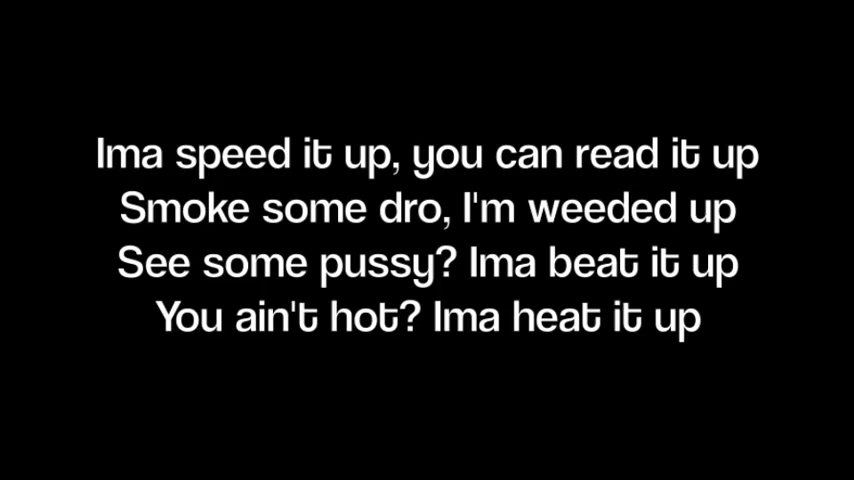 Ima speed it up, you can read it up
Smoke some dro, I'm weeded up
See some pussy? Ima beat it up
You ain't hot? Ima heat it up